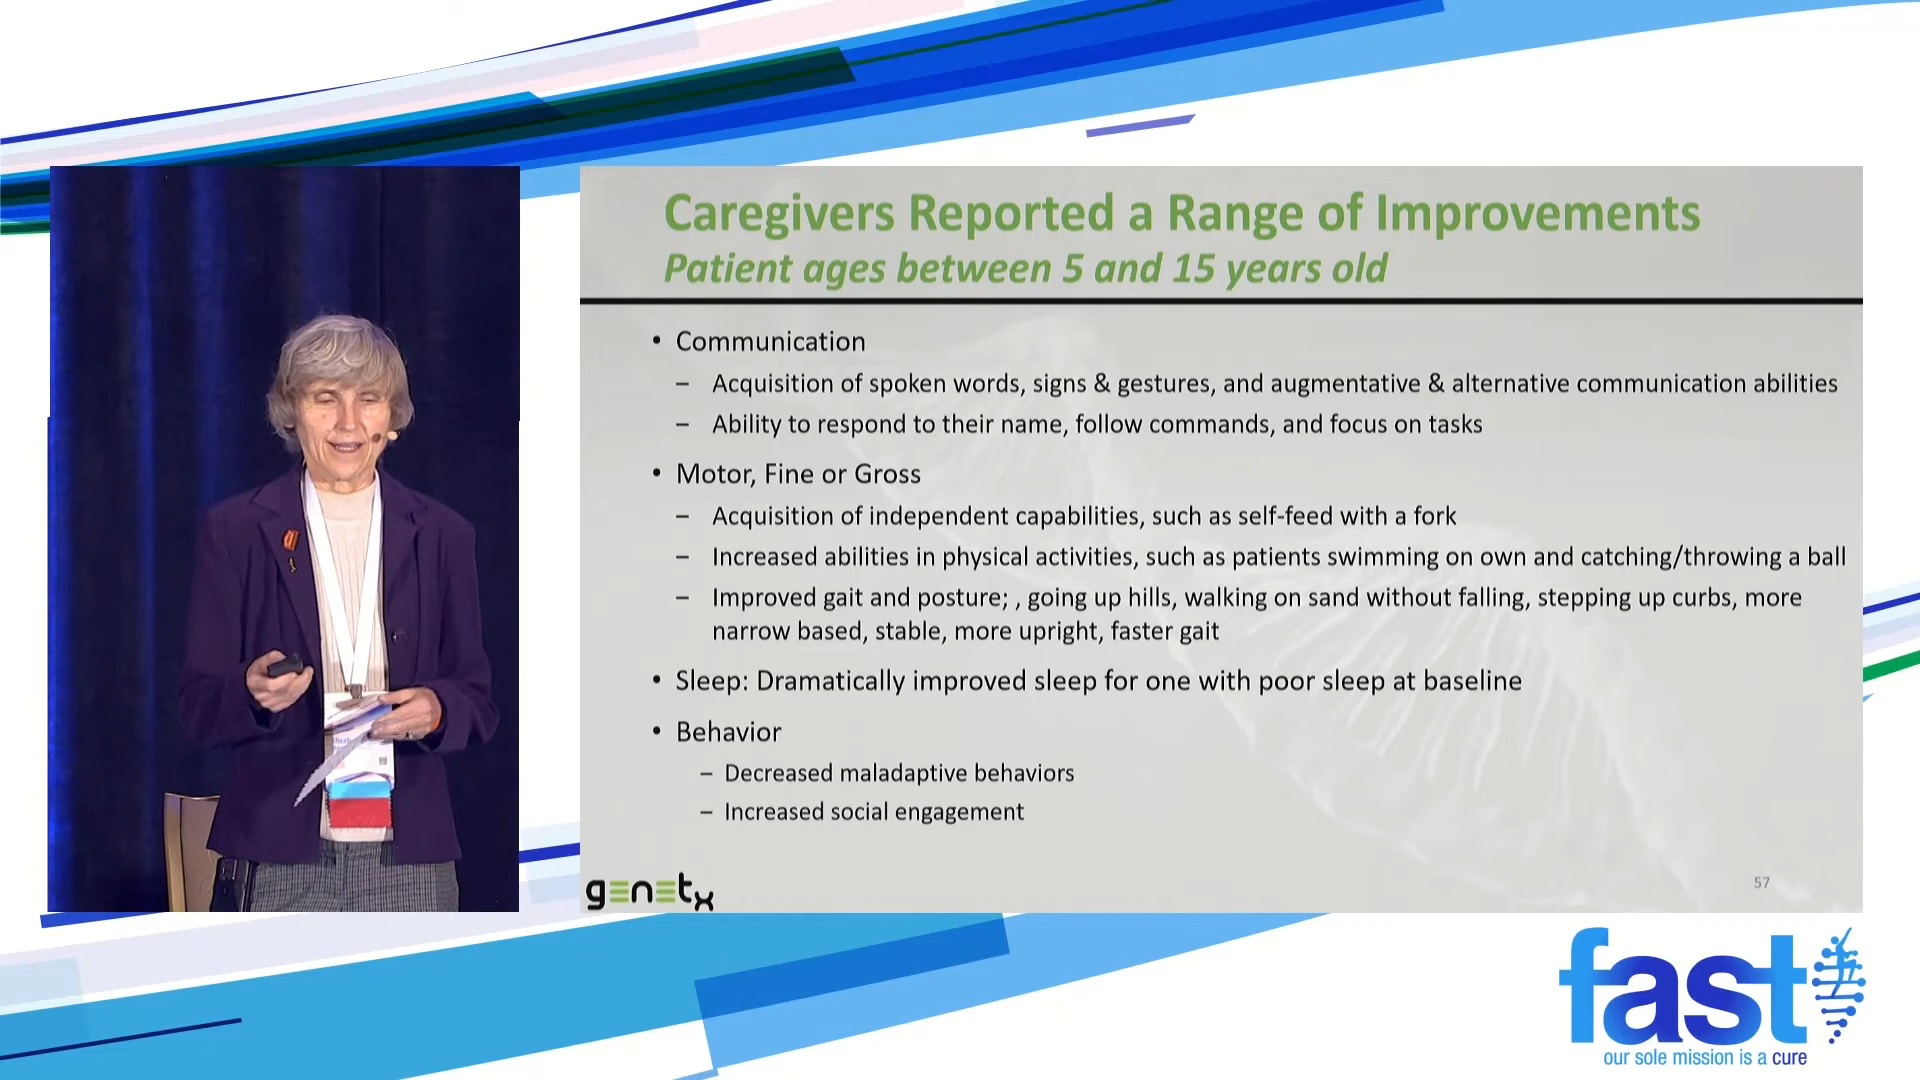 Caregivers Reported a Range of Improvements
Patient ages between 5 and 15 years old
• Communication
– Acquisition of spoken words, signs & gestures, and augmentative & alternative communication abilities
– Ability to respond to their name, follow commands, and focus on tasks
• Motor, Fine or Gross
– Acquisition of independent capabilities, such as self-feed with a fork
– Increased abilities in physical activities, such as patients swimming on own and catching/throwing a ball
– Improved gait and posture; , going up hills, walking on sand without falling, stepping up curbs, more
narrow based, stable, more upright, faster gait
• Sleep: Dramatically improved sleep for one with poor sleep at baseline
• Behavior
– Decreased maladaptive behaviors
– Increased social engagement
genetx
57
fast
our sole mission is a cure